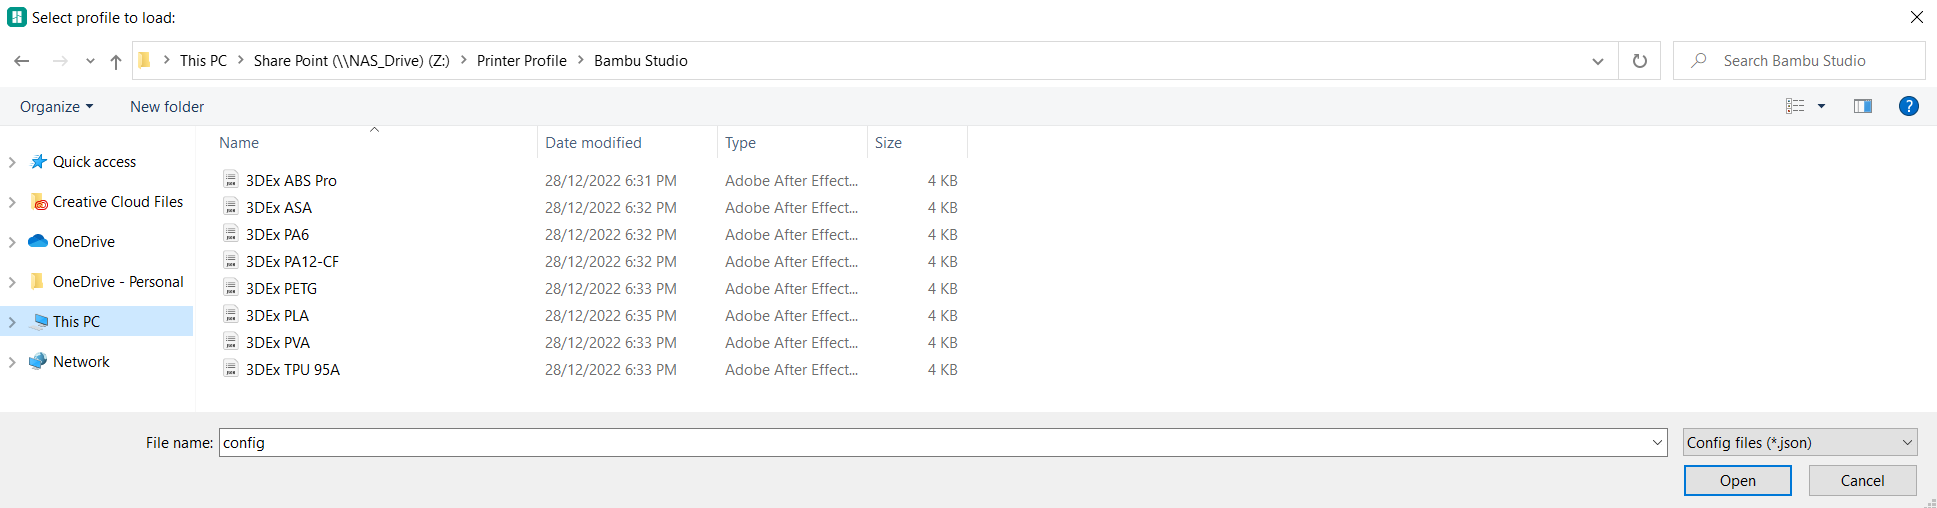 Select profile to load:
This PC > Share Point (\\NAS_Drive) (Z:) > Printer Profile > Bambu Studio
Search Bambu Studio
Organize New folder
?
Name Date modified Type Size
Quick access
Creative Cloud Files
OneDrive
OneDrive - Personal
This PC
Network
3DEx ABS Pro 28/12/2022 6:31 PM Adobe After Effect... 4 KB
3DEx ASA 28/12/2022 6:32 PM Adobe After Effect... 4 KB
3DEx PA6 28/12/2022 6:32 PM Adobe After Effect... 4 KB
3DEx PA12-CF 28/12/2022 6:32 PM Adobe After Effect... 4 KB
3DEx PETG 28/12/2022 6:33 PM Adobe After Effect... 4 KB
3DEx PLA 28/12/2022 6:35 PM Adobe After Effect... 4 KB
3DEx PVA 28/12/2022 6:33 PM Adobe After Effect... 4 KB
3DEx TPU 95A 28/12/2022 6:33 PM Adobe After Effect... 4 KB
File name: config Config files (*.json)
Open Cancel